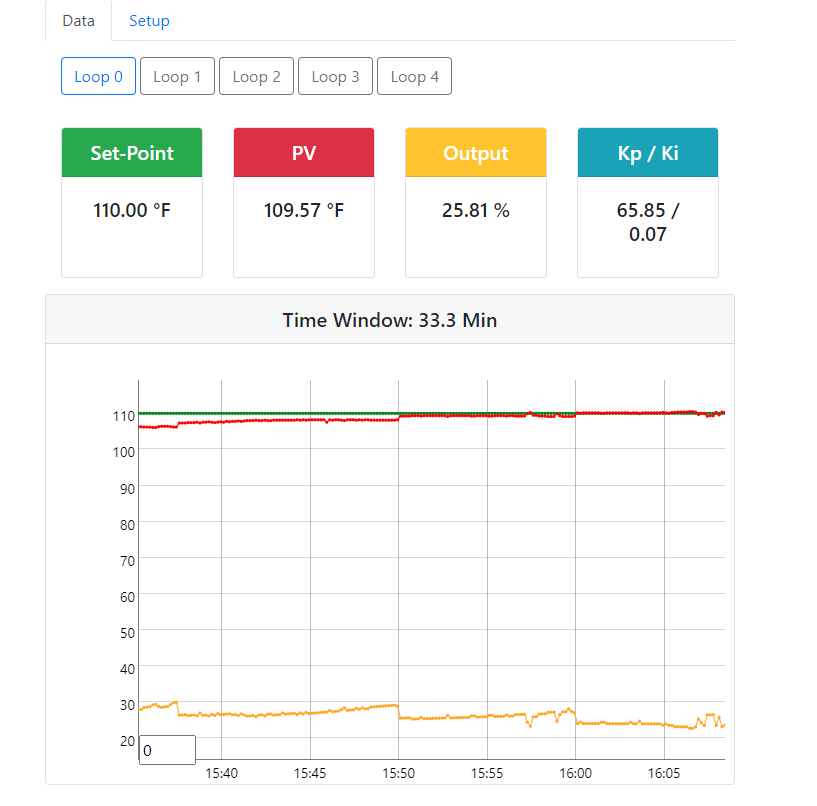 Data Setup
Loop 0 Loop 1 Loop 2 Loop 3 Loop 4
Set-Point PV Output Kp / Ki
110.00 °F 109.57 °F 25.81 % 65.85 /
0.07
Time Window: 33.3 Min
110
100
90
80
70
60
50
40
30
20
0
15:40 15:45 15:50 15:55 16:00 16:05